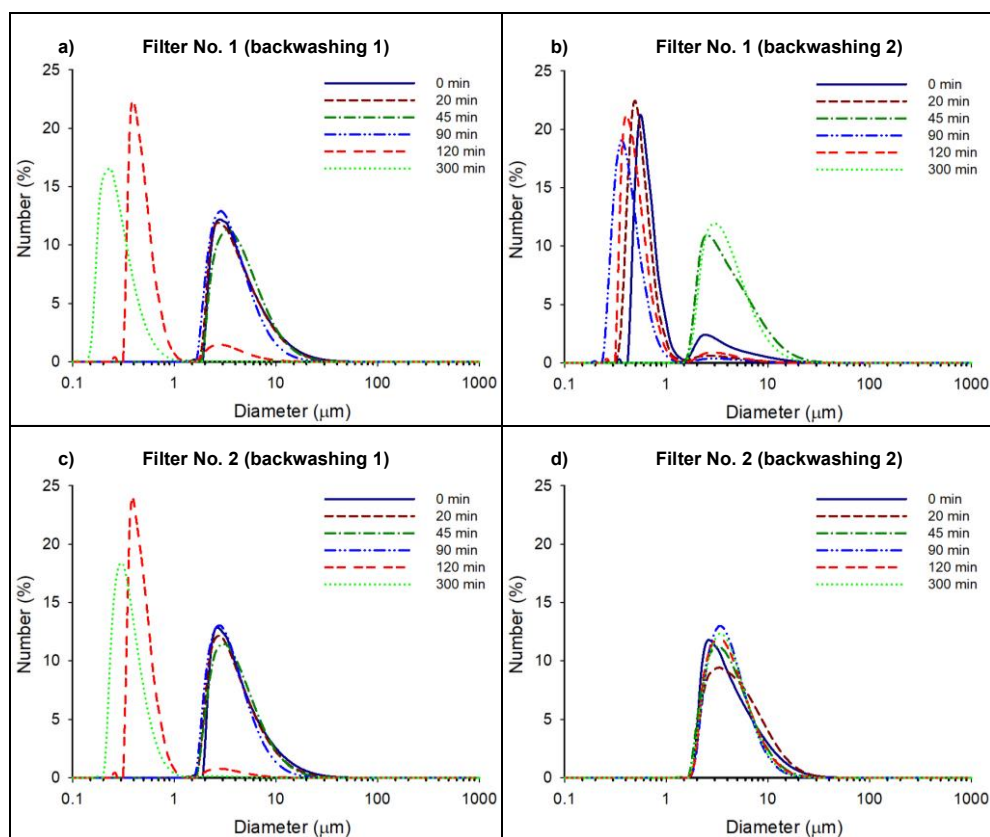 a) Filter No. 1 (backwashing 1)
25
20
15
10
5
0
Number (%)
0 min
20 min
45 min
90 min
120 min
300 min
0.1 1 10 100 1000
Diameter (μm)
b) Filter No. 1 (backwashing 2)
25
20
15
10
5
0
Number (%)
0 min
20 min
45 min
90 min
120 min
300 min
0.1 1 10 100 1000
Diameter (μm)
c) Filter No. 2 (backwashing 1)
25
20
15
10
5
0
Number (%)
0 min
20 min
45 min
90 min
120 min
300 min
0.1 1 10 100 1000
Diameter (μm)
d) Filter No. 2 (backwashing 2)
25
20
15
10
5
0
Number (%)
0 min
20 min
45 min
90 min
120 min
300 min
0.1 1 10 100 1000
Diameter (μm)